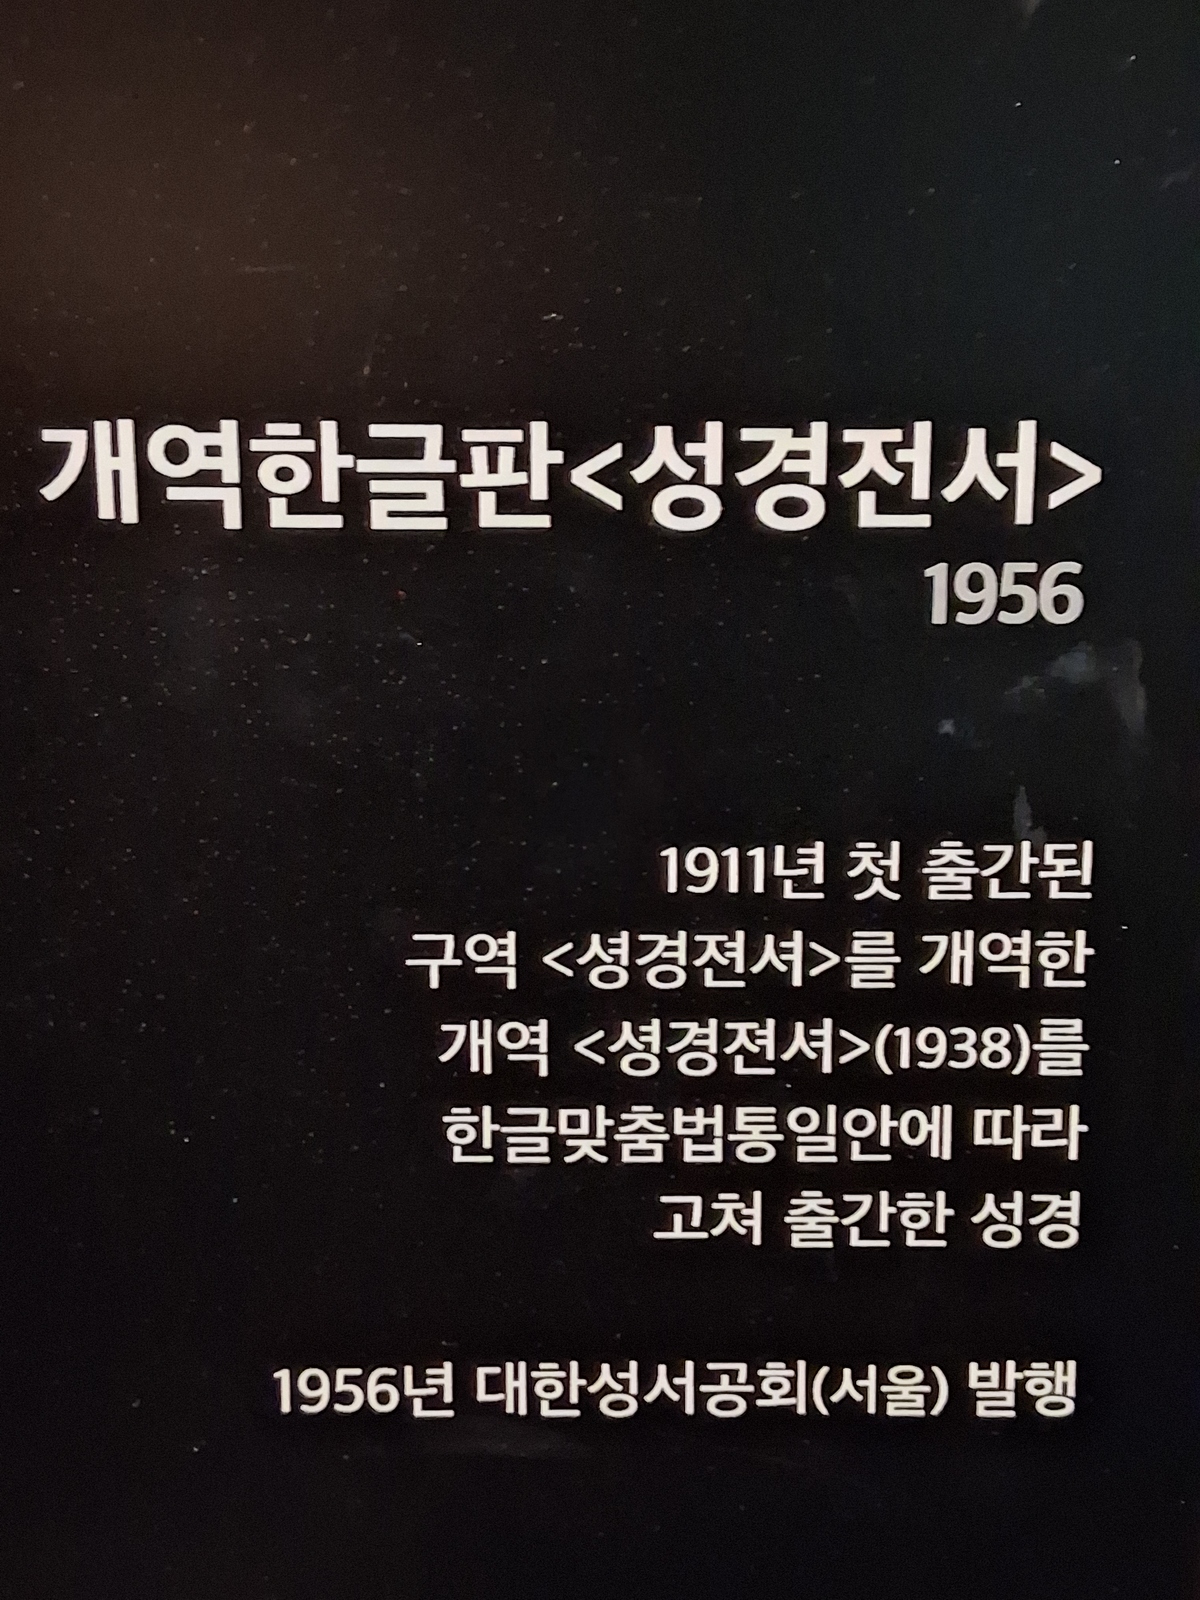 개역한글판<성경전서>
1956
1911년 첫 출간된
구역 <셩경젼셔>를 개역한
개역 <셩경젼셔>(1938)를
한글맞춤법통일안에 따라
고쳐 출간한 성경
1956년 대한성서공회(서울) 발행